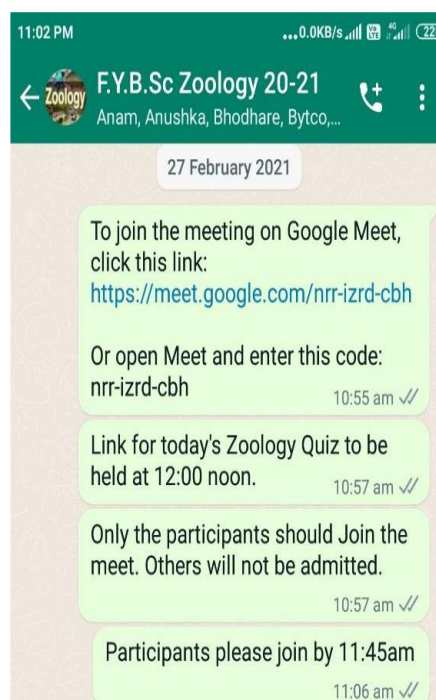 11:02 PM ...0.0KB/s Vo LTE 4G 22
Zoology
F.Y.B.Sc Zoology 20-21
Anam, Anushka, Bhodhare, Bytco,...
27 February 2021
To join the meeting on Google Meet,
click this link:
https://meet.google.com/nrr-izrd-cbh
Or open Meet and enter this code:
nrr-izrd-cbh
10:55 am
Link for today's Zoology Quiz to be
held at 12:00 noon.
10:57 am
Only the participants should Join the
meet. Others will not be admitted.
10:57 am
Participants please join by 11:45am
11:06 am